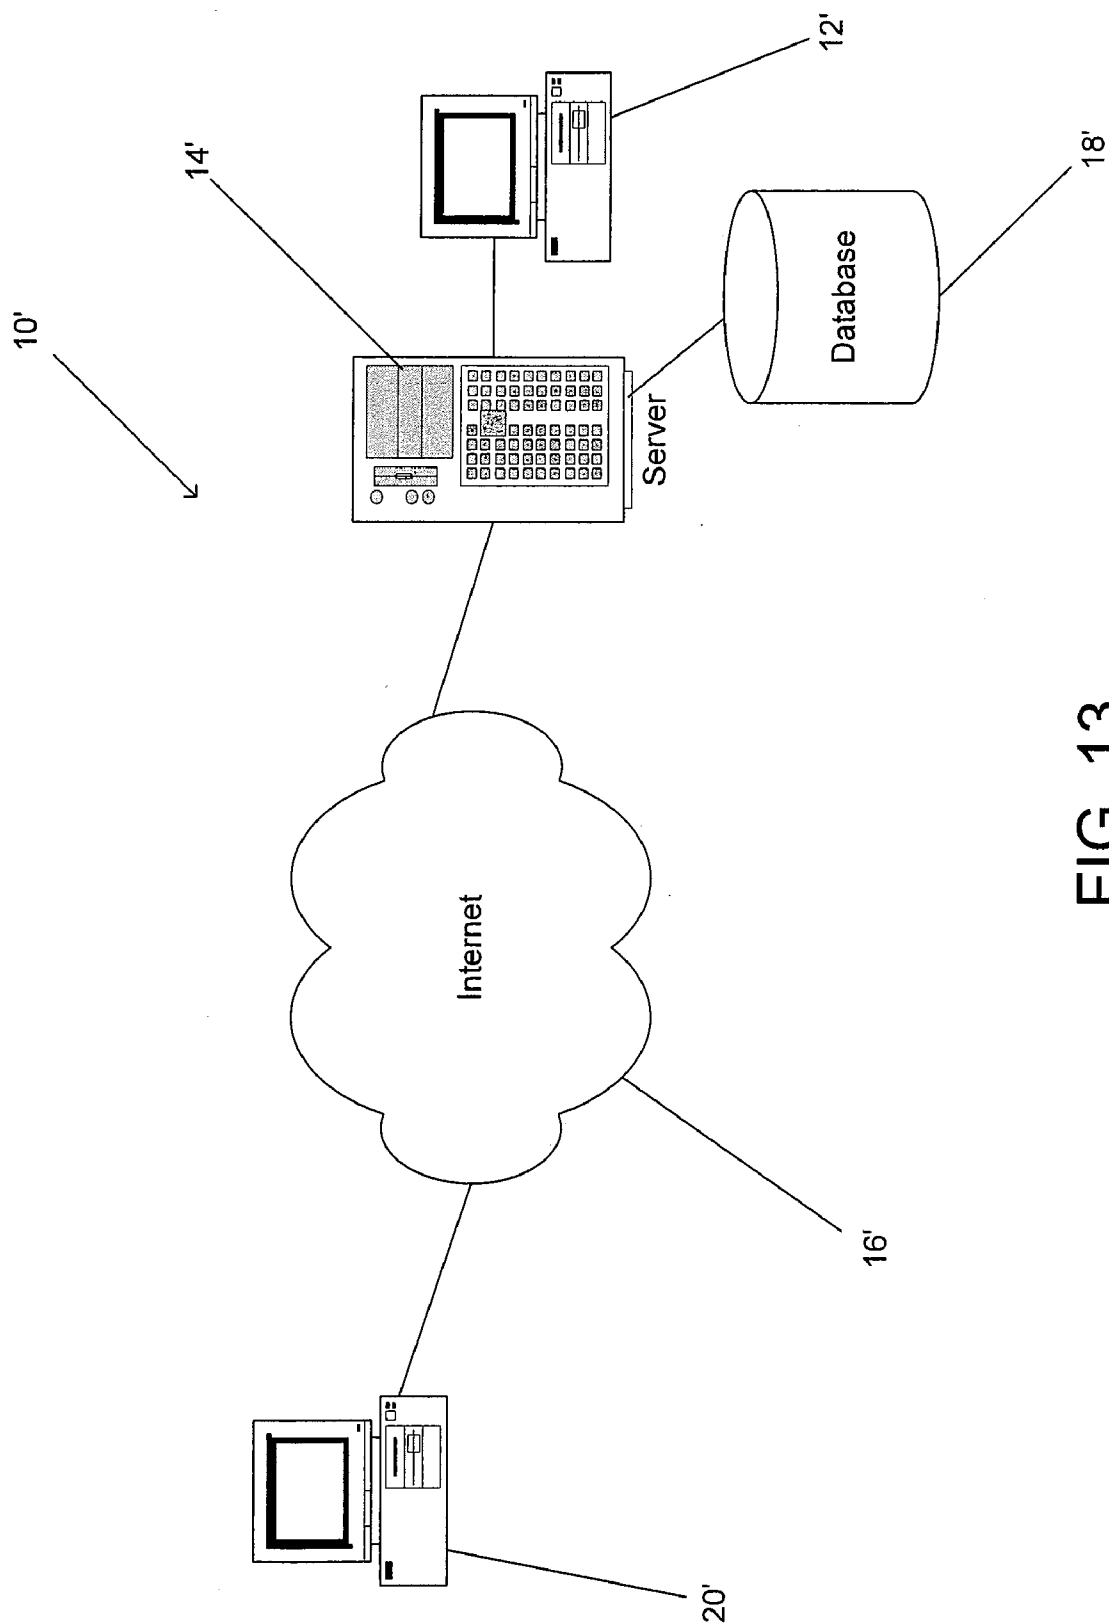 10'
14'
Internet
Server
20'
12'
Database
16'
18'
FIG 13